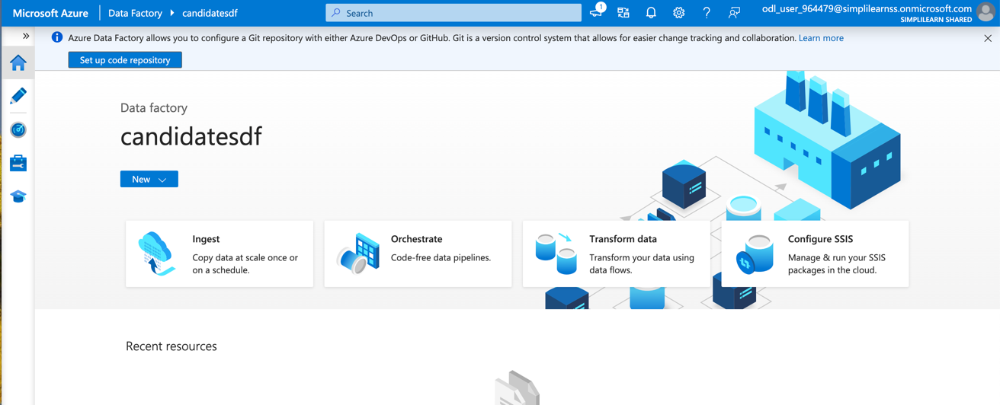 Microsoft Azure
Data Factory
candidatesdf
Search
1
odl_user_964479@simplilearnss.onmicrosoft.com
SIMPLILEARN SHARED
Azure Data Factory allows you to configure a Git repository with either Azure DevOps or GitHub. Git is a version control system that allows for easier change tracking and collaboration. Learn more
Set up code repository
Data factory
candidatesdf
New
Ingest
Copy data at scale once or
on a schedule.
Orchestrate
Code-free data pipelines.
Transform data
Transform your data using
data flows.
Configure SSIS
Manage & run your SSIS
packages in the cloud.
Recent resources